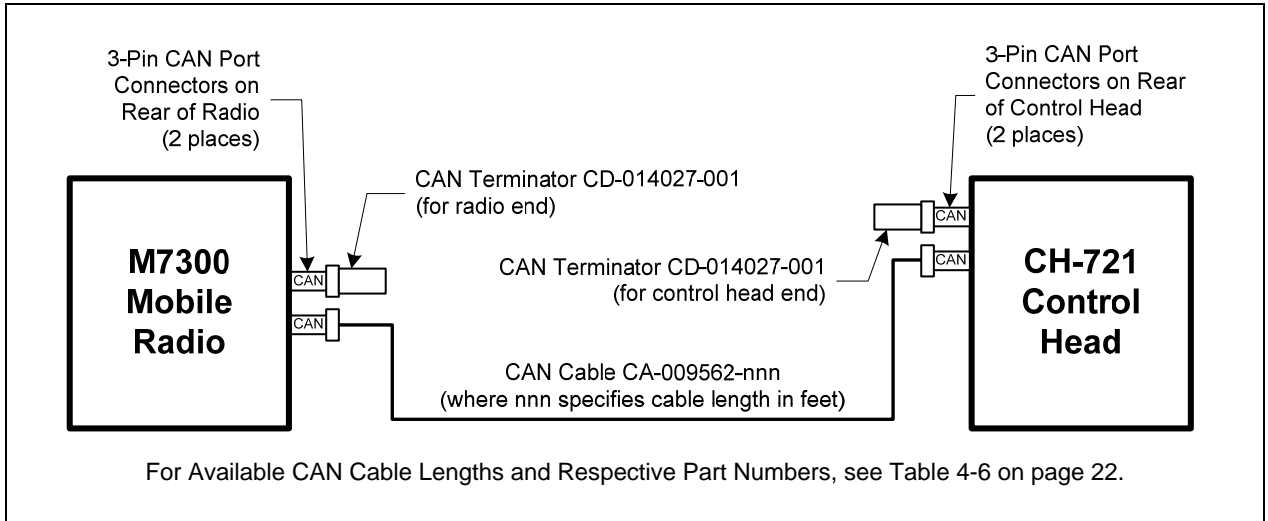 3-Pin CAN Port
Connectors on
Rear of Radio
(2 places)
3-Pin CAN Port
Connectors on Rear
of Control Head
(2 places)
CAN Terminator CD-014027-001
(for radio end)
CAN
CAN
M7300
Mobile
Radio
CAN Terminator CD-014027-001
(for control head end)
CAN
CAN
CH-721
Control
Head
CAN Cable CA-009562-nnn
(where nnn specifies cable length in feet)
For Available CAN Cable Lengths and Respective Part Numbers, see Table 4-6 on page 22.